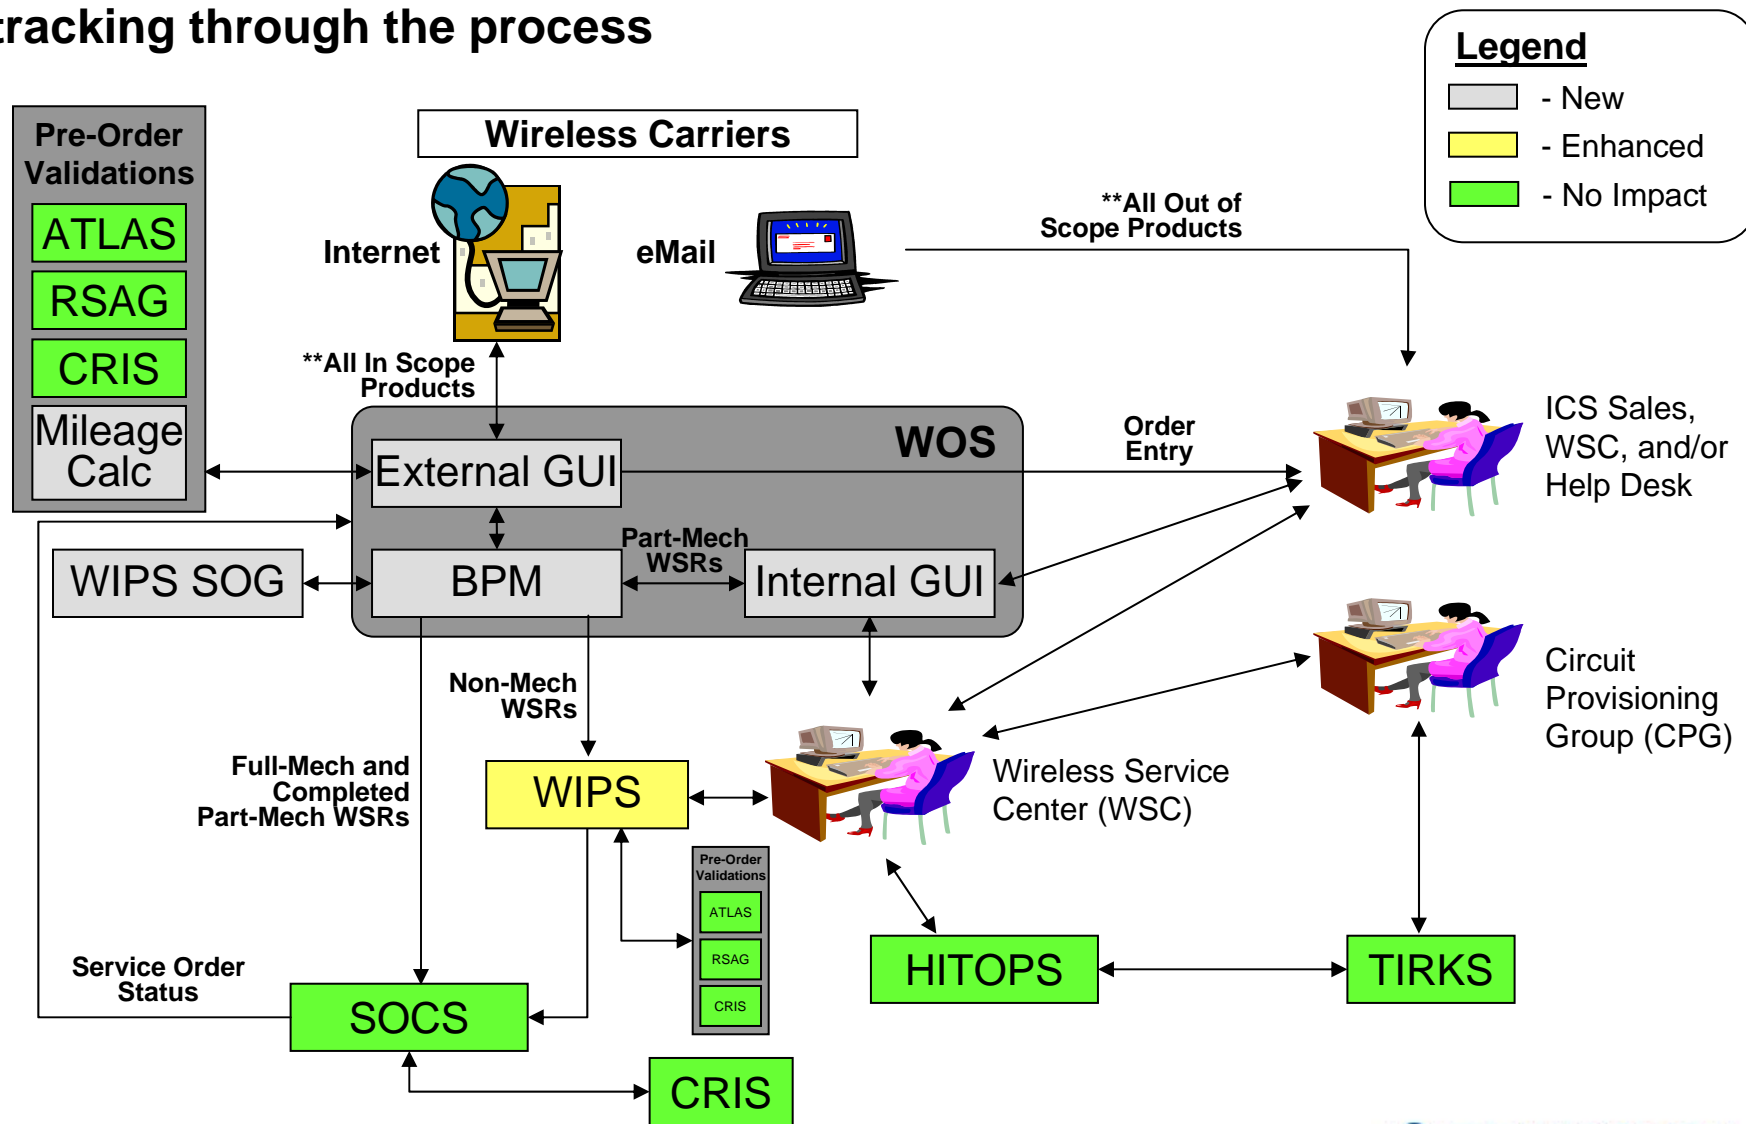 tracking through the process
Legend
- New
- Enhanced
- No Impact
Pre-Order
Validations
ATLAS
RSAG
CRIS
Mileage
Calc
Wireless Carriers
Internet
eMail
**All Out of
Scope Products
**All In Scope
Products
WOS
External GUI
Order
Entry
ICS Sales,
WSC, and/or
Help Desk
WIPS SOG
BPM
Part-Mech
WSRs
Internal GUI
Non-Mech
WSRs
Circuit
Provisioning
Group (CPG)
Full-Mech and
Completed
Part-Mech WSRs
WIPS
Wireless Service
Center (WSC)
Pre-Order
Validations
ATLAS
RSAG
CRIS
HITOPS
TIRKS
Service Order
Status
SOCS
CRIS